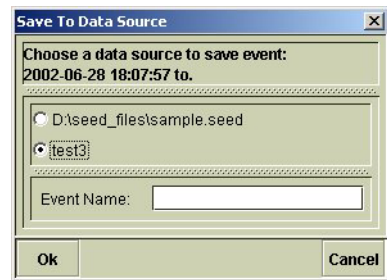 Save To Data Source
Choose a data source to save event:
2002-06-28 18:07:57 to.
D:\seed_files\sample.seed
test3
Event Name:
Ok
Cancel